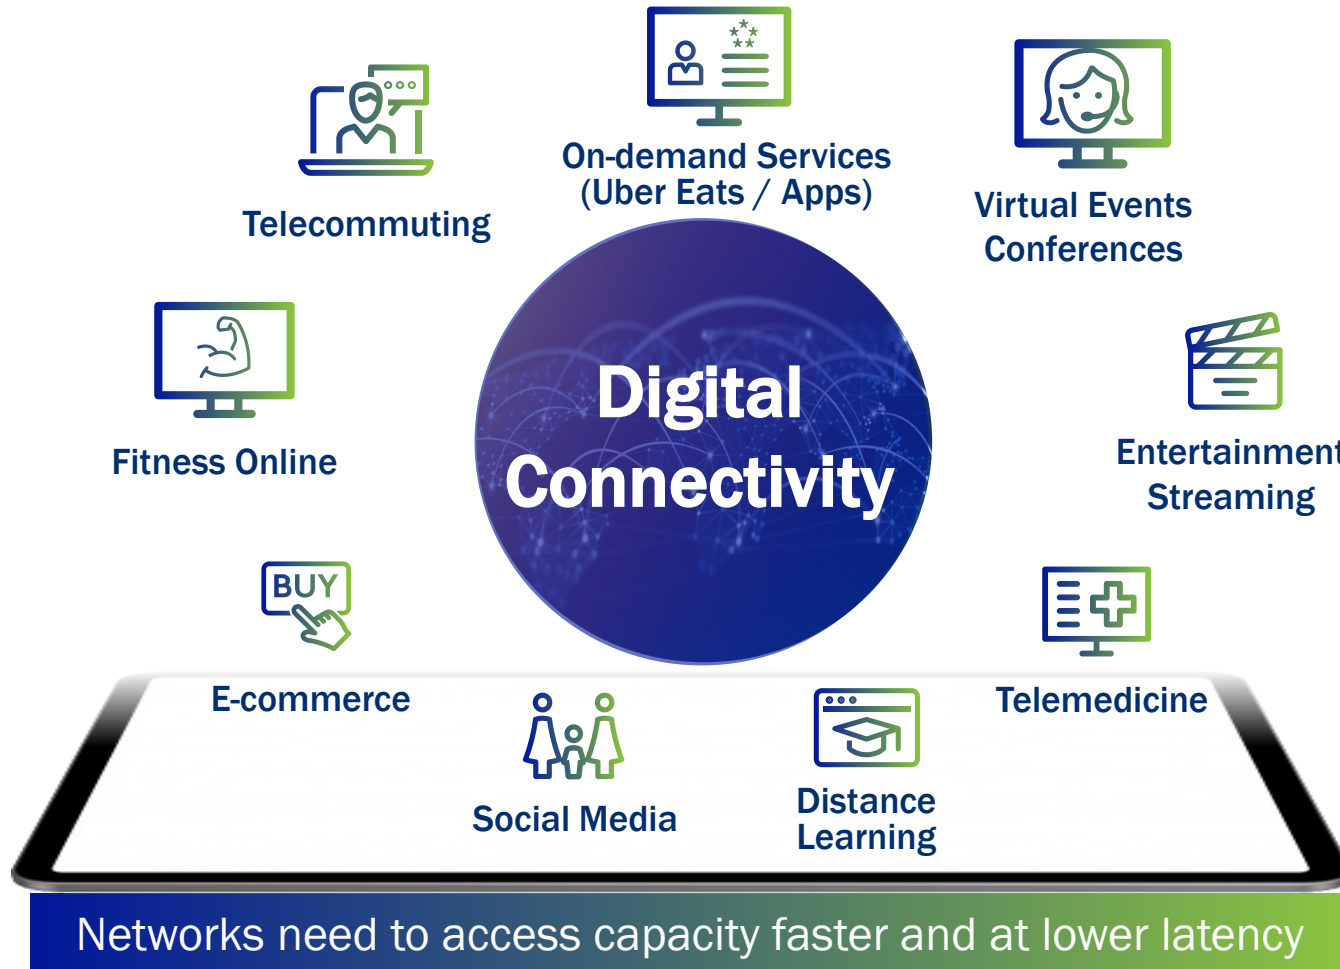 On-demand Services
(Uber Eats / Apps)
Telecommuting
Virtual Events
Conferences
Digital
Connectivity
Fitness Online
Entertainment
Streaming
BUY
E-commerce
Telemedicine
Social Media
Distance
Learning
Networks need to access capacity faster and at lower latency